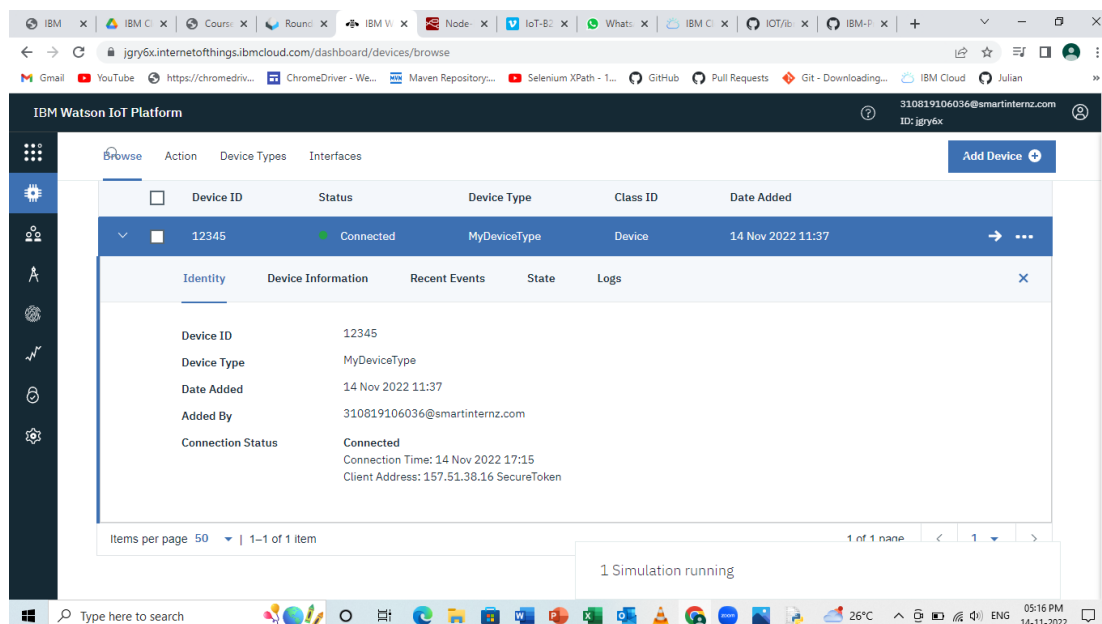 IBM
IBM Cl
Course
Round
IBM W
Node-
IoT-B2
Whats
IBM Cl
IOT/ib
IBM-P
jgry6x.internetofthings.ibmcloud.com/dashboard/devices/browse
Gmail YouTube https://chromedriv... ChromeDriver - We... Maven Repository:... Selenium XPath - 1... GitHub Pull Requests Git - Downloading... IBM Cloud Julian »
IBM Watson IoT Platform
310819106036@smartinternz.com
ID: jgry6x
Browse Action Device Types Interfaces
Add Device
Device ID Status Device Type Class ID Date Added
12345 Connected MyDeviceType Device 14 Nov 2022 11:37
Identity Device Information Recent Events State Logs
Device ID 12345
Device Type MyDeviceType
Date Added 14 Nov 2022 11:37
Added By 310819106036@smartinternz.com
Connection Status Connected
Connection Time: 14 Nov 2022 17:15
Client Address: 157.51.38.16 SecureToken
Items per page 50 | 1–1 of 1 item
1 of 1 page 1
1 Simulation running
Type here to search
zoom
26°C
ENG
05:16 PM
14-11-2022